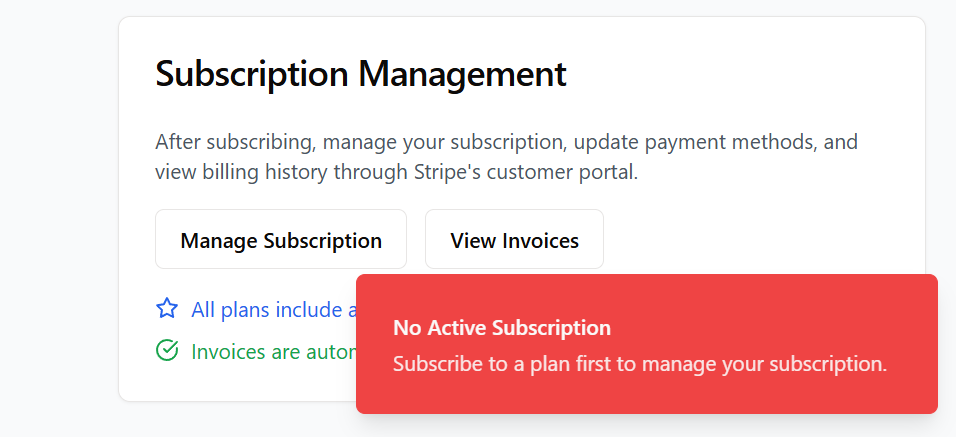 Subscription Management
After subscribing, manage your subscription, update payment methods, and
view billing history through Stripe's customer portal.
Manage Subscription
View Invoices
All plans include
Invoices are
No Active Subscription
Subscribe to a plan first to manage your subscription.